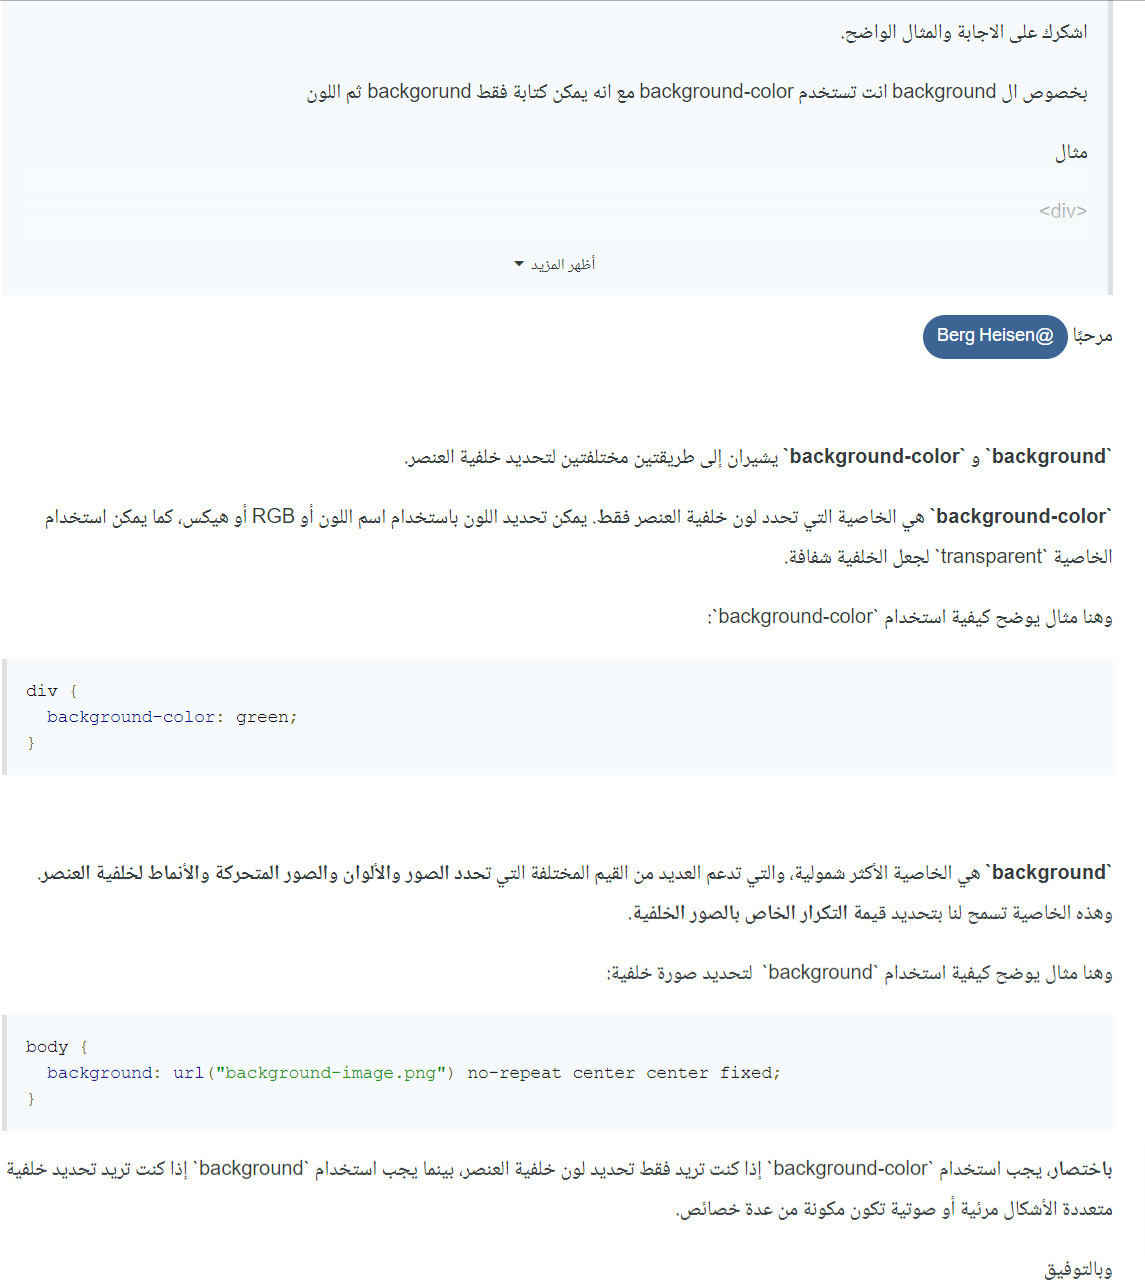 اشكرك على الاجابة والمثال الواضح.
بخصوص ال background انت تستخدم background-color مع انه يمكن كتابة فقط backgorund ثم اللون
مثال
<div>
أظهر المزيد
مرحبًا @Berg Heisen
`background` و `background-color` يشيران إلى طريقتين مختلفتين لتحديد خلفية العنصر.
`background-color` هي الخاصية التي تحدد لون خلفية العنصر فقط. يمكن تحديد اللون باستخدام اسم اللون أو RGB أو هيكس، كما يمكن استخدام
الخاصية `transparent` لجعل الخلفية شفافة.
وهنا مثال يوضح كيفية استخدام `background-color`:
div {
  background-color: green;
}
`background` هي الخاصية الأكثر شمولية، والتي تدعم العديد من القيم المختلفة التي تحدد الصور والألوان والصور المتحركة والأنماط لخلفية العنصر.
وهذه الخاصية تسمح لنا بتحديد قيمة التكرار الخاص بالصور الخلفية.
وهنا مثال يوضح كيفية استخدام `background` لتحديد صورة خلفية:
body {
  background: url("background-image.png") no-repeat center center fixed;
}
باختصار، يجب استخدام `background-color` إذا كنت تريد فقط تحديد لون خلفية العنصر، بينما يجب استخدام `background` إذا كنت تريد تحديد خلفية
متعددة الأشكال مرئية أو صوتية تكون مكونة من عدة خصائص.
وبالتوفيق